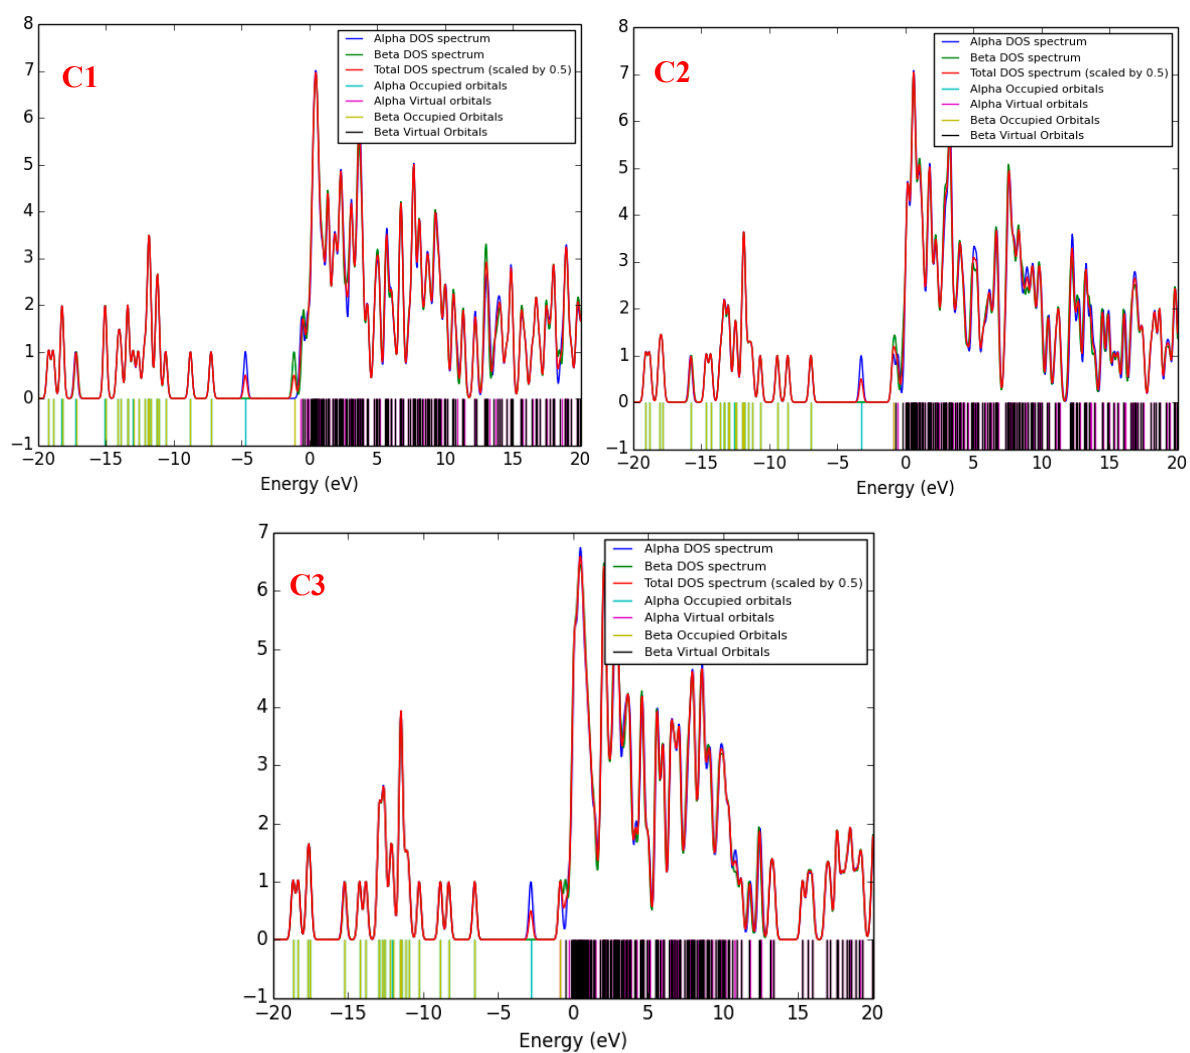 C1
Alpha DOS spectrum
Beta DOS spectrum
Total DOS spectrum (scaled by 0.5)
Alpha Occupied orbitals
Alpha Virtual orbitals
Beta Occupied Orbitals
Beta Virtual Orbitals
8
7
6
5
4
3
2
1
0
−1
−20 −15 −10 −5 0 5 10 15 20
Energy (eV)
C2
Alpha DOS spectrum
Beta DOS spectrum
Total DOS spectrum (scaled by 0.5)
Alpha Occupied orbitals
Alpha Virtual orbitals
Beta Occupied Orbitals
Beta Virtual Orbitals
8
7
6
5
4
3
2
1
0
−1
−20 −15 −10 −5 0 5 10 15 20
Energy (eV)
C3
Alpha DOS spectrum
Beta DOS spectrum
Total DOS spectrum (scaled by 0.5)
Alpha Occupied orbitals
Alpha Virtual orbitals
Beta Occupied Orbitals
Beta Virtual Orbitals
7
6
5
4
3
2
1
0
−1
−20 −15 −10 −5 0 5 10 15 20
Energy (eV)